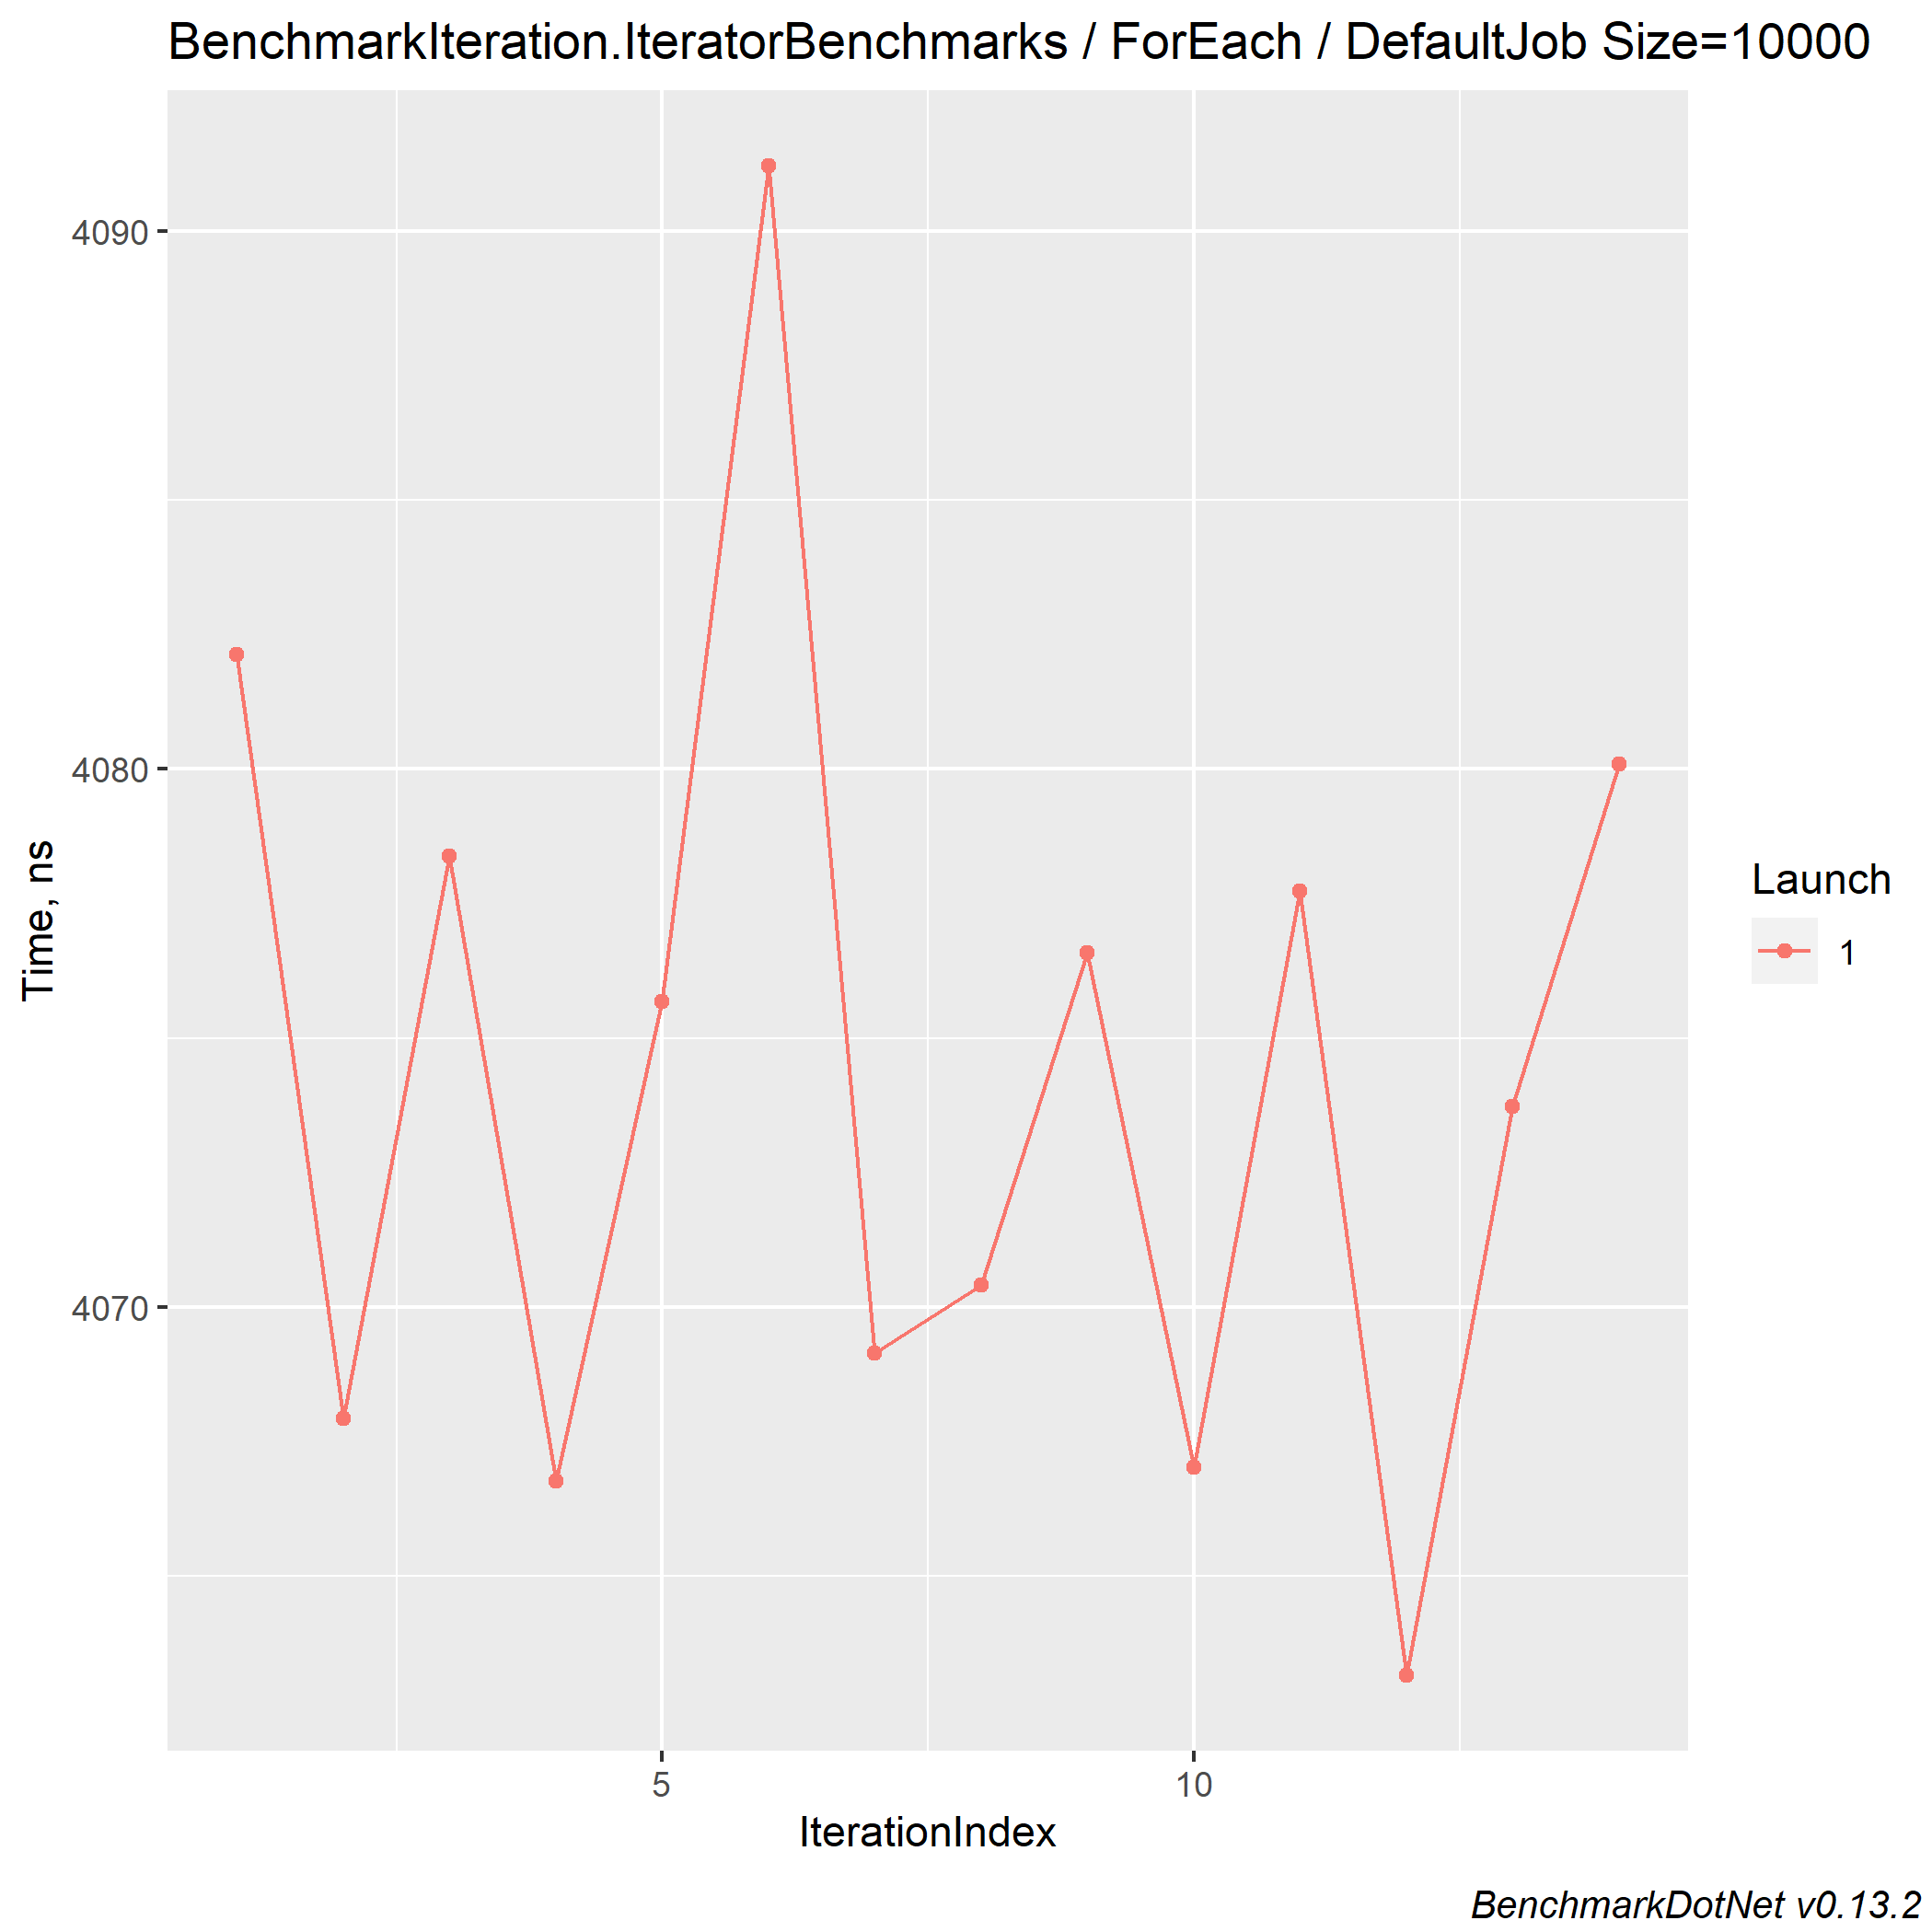 BenchmarkIteration.IteratorBenchmarks / ForEach / DefaultJob Size=10000
4090
4080
4070
Time, ns
5
10
IterationIndex
Launch
1
BenchmarkDotNet v0.13.2